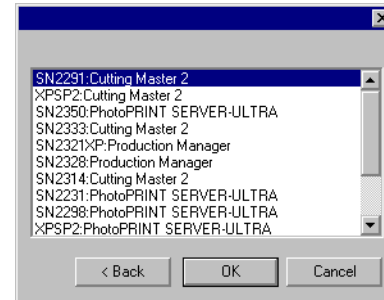 SN2291:Cutting Master 2
XPSP2:Cutting Master 2
SN2350:PhotoPRINT SERVER-ULTRA
SN2333:Cutting Master 2
SN2321XP:Production Manager
SN2328:Production Manager
SN2314:Cutting Master 2
SN2231:PhotoPRINT SERVER-ULTRA
SN2298:PhotoPRINT SERVER-ULTRA
XPSP2:PhotoPRINT SERVER-ULTRA
< Back OK Cancel